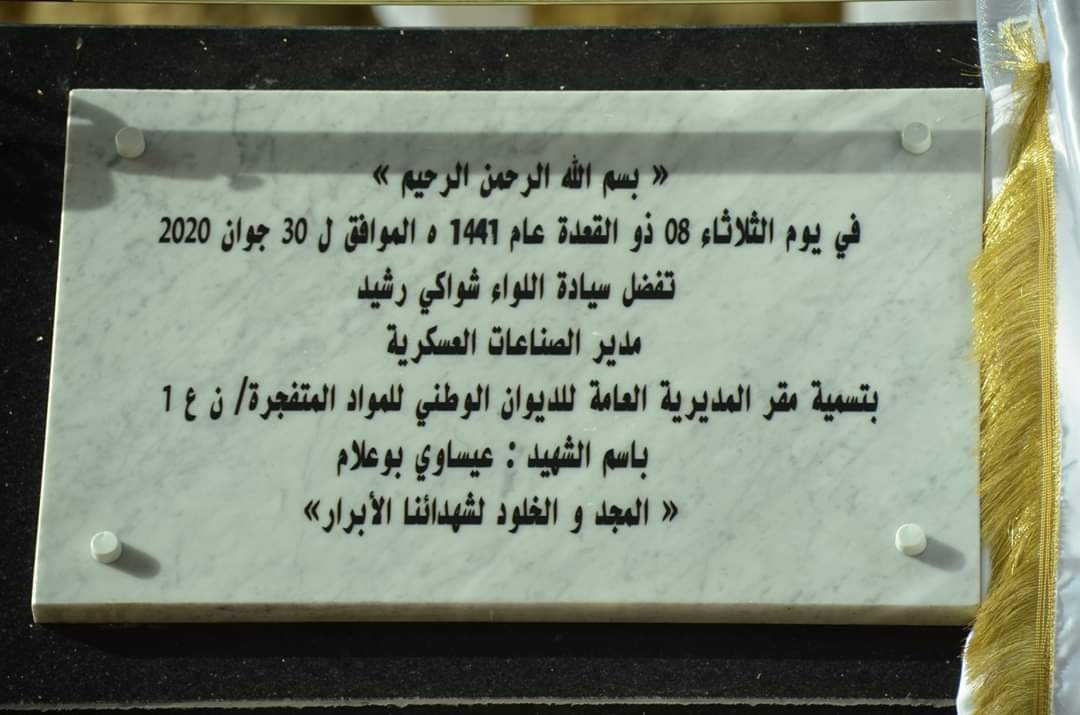 « بسم الله الرحمن الرحيم »
في يوم الثلاثاء 08 ذو القعدة عام 1441 ه الموافق ل 30 جوان 2020
تفضل سيادة اللواء شواكي رشيد
مدير الصناعات العسكرية
بتسمية مقر المديرية العامة للديوان الوطني للمواد المتفجرة/ ن ع 1
باسم الشهيد : عيساوي بوعلام
« المجد و الخلود لشهدائنا الأبرار»